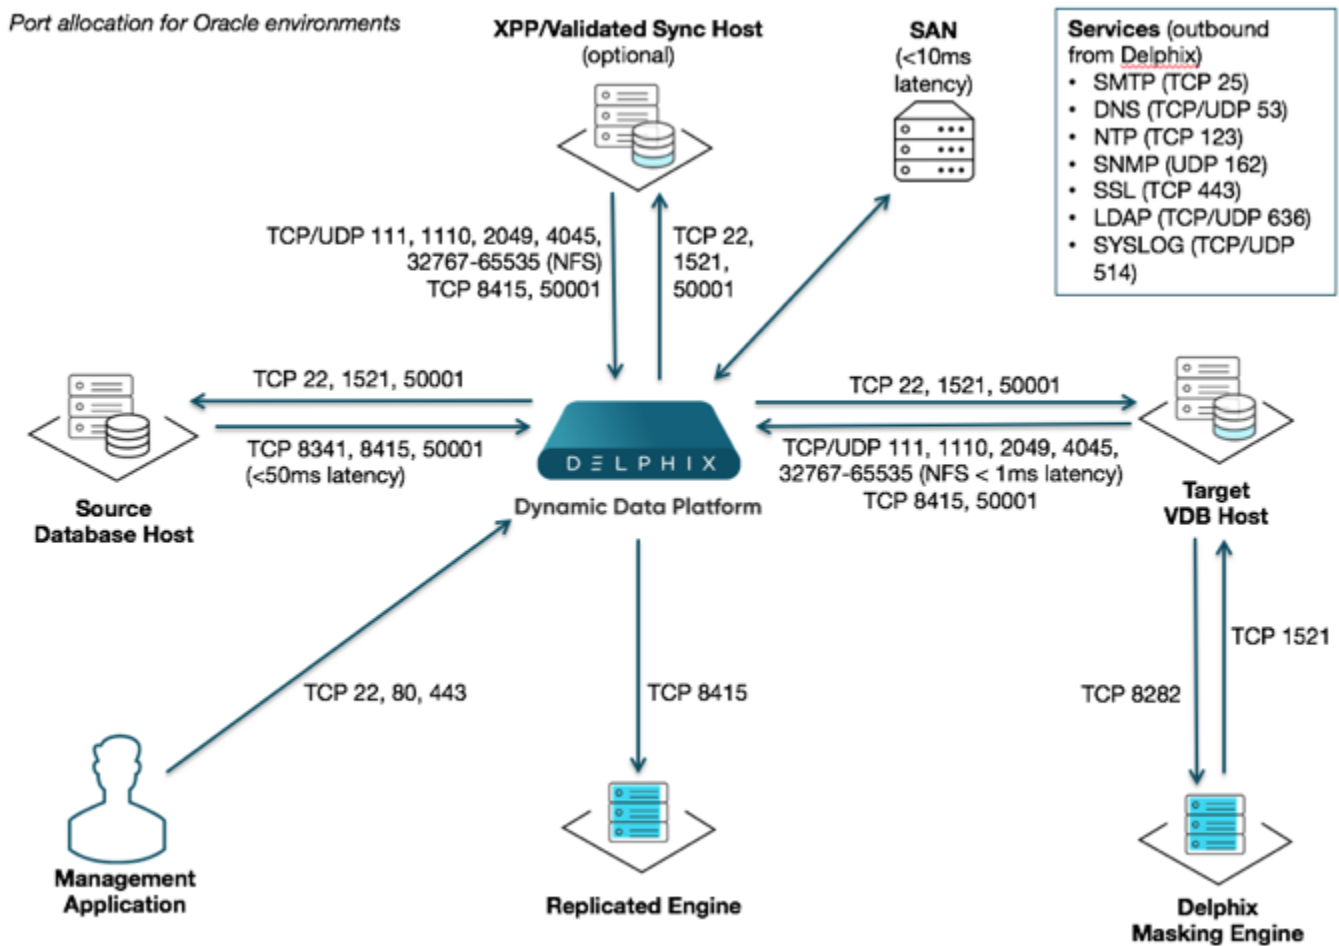 Port allocation for Oracle environments
XPP/Validated Sync Host
(optional)
SAN
(<10ms
latency)
Services (outbound
from Delphix)
• SMTP (TCP 25)
• DNS (TCP/UDP 53)
• NTP (TCP 123)
• SNMP (UDP 162)
• SSL (TCP 443)
• LDAP (TCP/UDP 636)
• SYSLOG (TCP/UDP
514)
TCP/UDP 111, 1110, 2049, 4045,
32767-65535 (NFS)
TCP 8415, 50001
TCP 22,
1521,
50001
TCP 22, 1521, 50001
TCP 8341, 8415, 50001
(<50ms latency)
Source
Database Host
DELPHIX
Dynamic Data Platform
TCP 22, 1521, 50001
TCP/UDP 111, 1110, 2049, 4045,
32767-65535 (NFS < 1ms latency)
TCP 8415, 50001
Target
VDB Host
TCP 22, 80, 443
TCP 8415
TCP 8282
TCP 1521
Management
Application
Replicated Engine
Delphix
Masking Engine